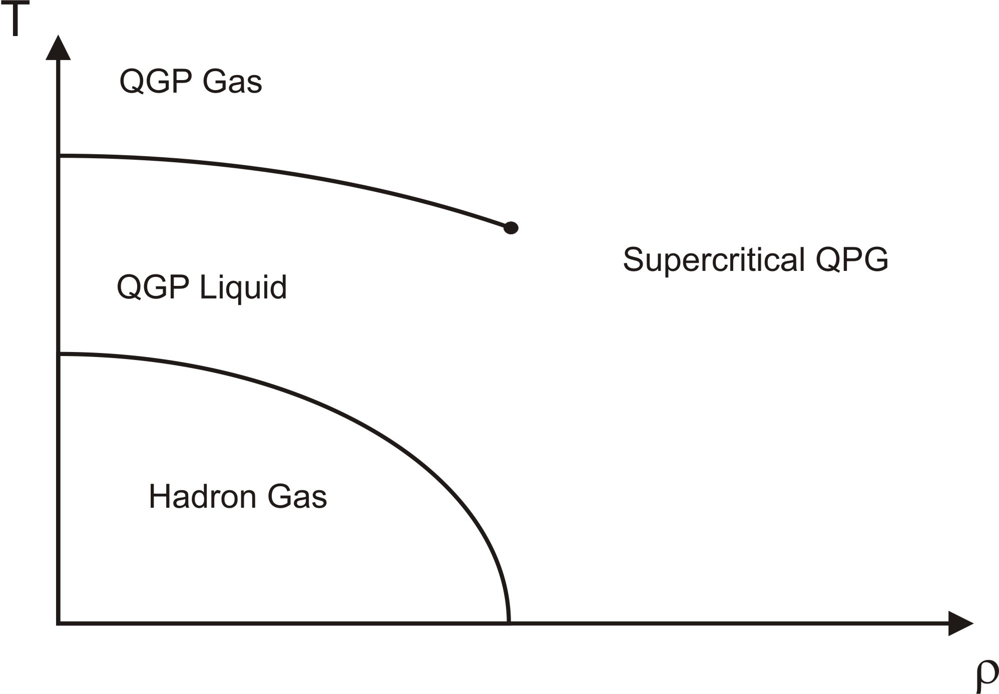 T
QGP Gas
Supercritical QPG
QGP Liquid
Hadron Gas
ρ